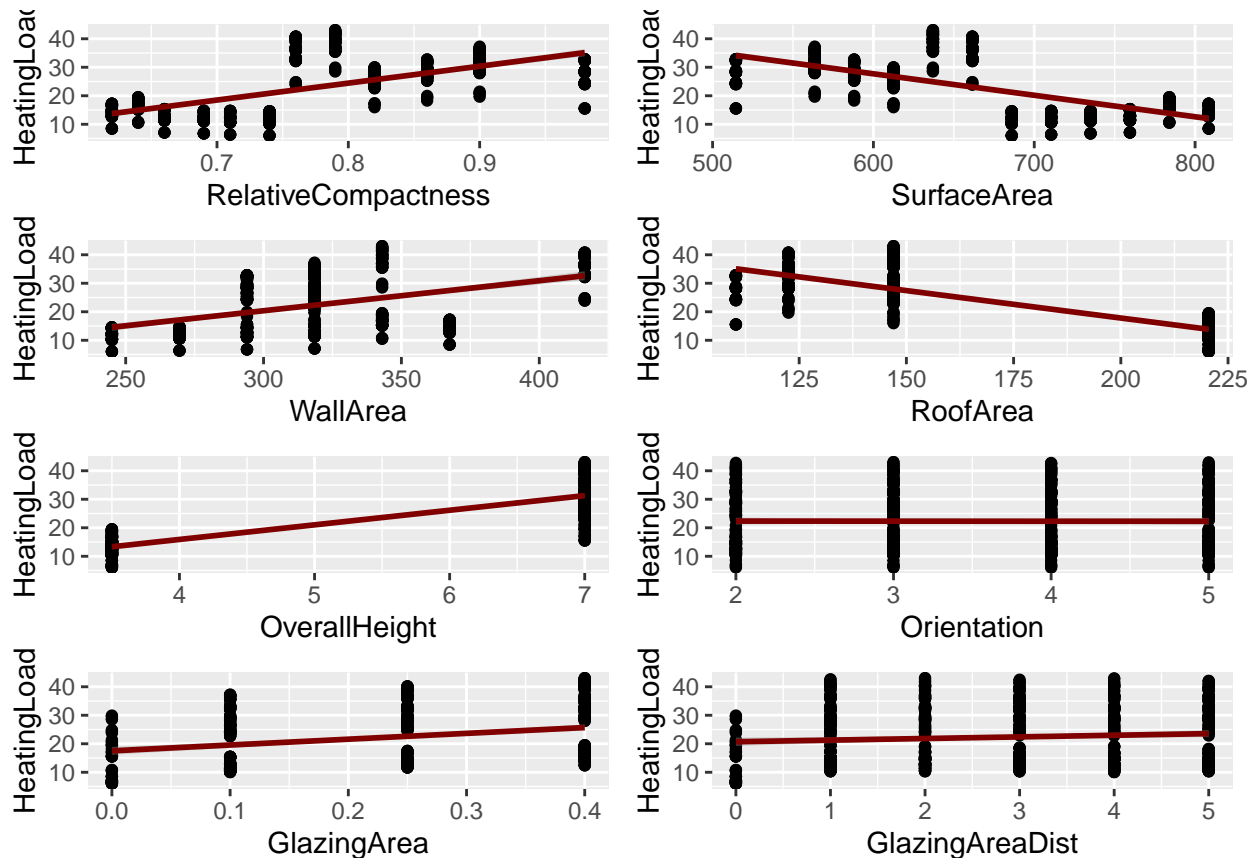 HeatingLoad
40
30
20
10
0.7 0.8 0.9
RelativeCompactness
HeatingLoad
40
30
20
10
500 600 700 800
SurfaceArea
HeatingLoad
40
30
20
10
250 300 350 400
WallArea
HeatingLoad
40
30
20
10
125 150 175 200 225
RoofArea
HeatingLoad
40
30
20
10
4 5 6 7
OverallHeight
HeatingLoad
40
30
20
10
2 3 4 5
Orientation
HeatingLoad
40
30
20
10
0.0 0.1 0.2 0.3 0.4
GlazingArea
HeatingLoad
40
30
20
10
0 1 2 3 4 5
GlazingAreaDist